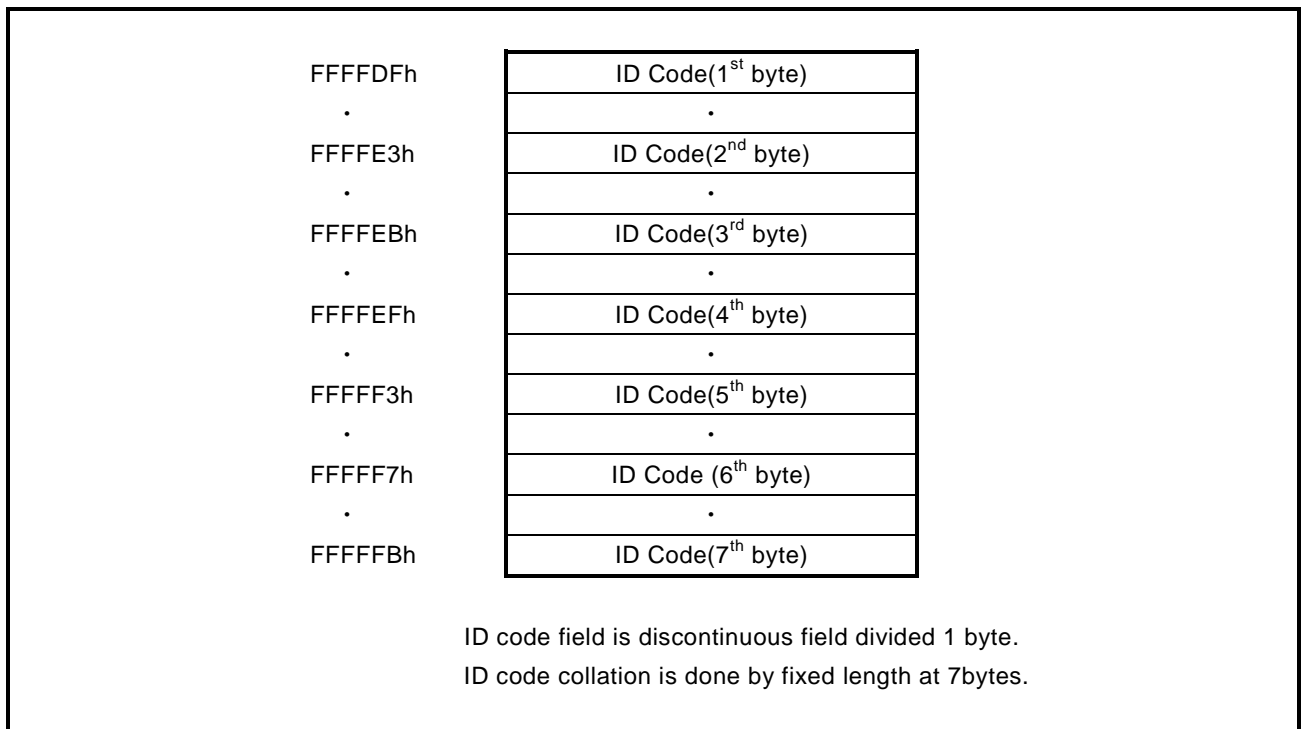 FFFFDFh ID Code(1st byte)
· ·
FFFFE3h ID Code(2nd byte)
· ·
FFFFEBh ID Code(3rd byte)
· ·
FFFFEFh ID Code(4th byte)
· ·
FFFFF3h ID Code(5th byte)
· ·
FFFFF7h ID Code (6th byte)
· ·
FFFFFBh ID Code(7th byte)
ID code field is discontinuous field divided 1 byte.
ID code collation is done by fixed length at 7bytes.